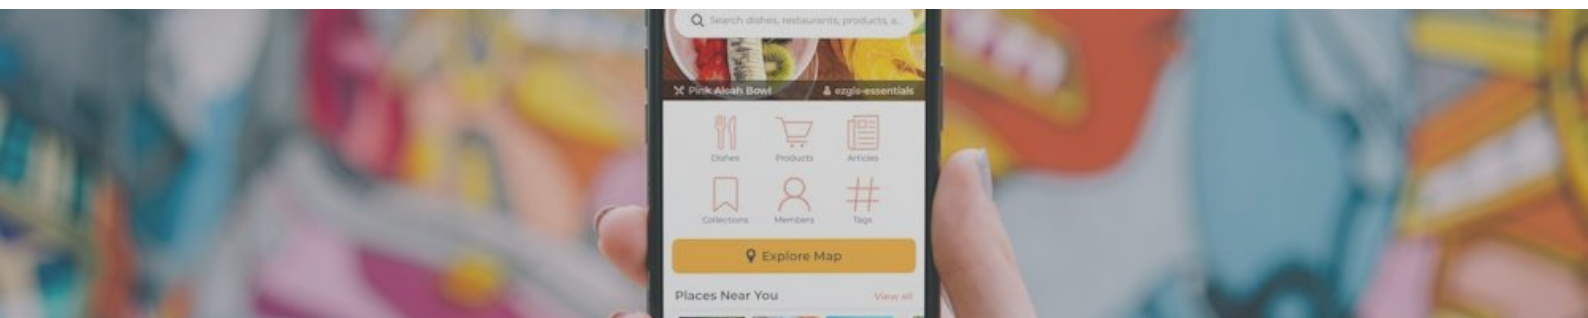 Search dishes, restaurants, products, a...
Pink Aloah Bowl ezgls-essentials
Dishes Products Articles
Collections Members Tags
Explore Map
Places Near You View all